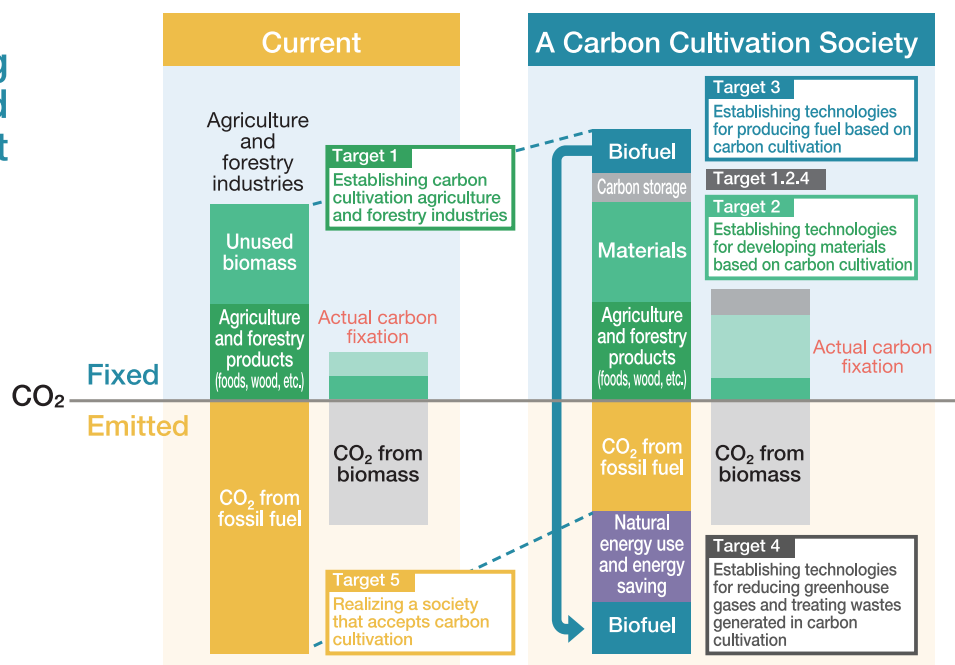 g
d
t
Current
Agriculture
and
forestry
industries
Target 1
Establishing carbon
cultivation agriculture
and forestry industries
Unused
biomass
Agriculture
and forestry
products
(foods, wood, etc.)
Actual carbon
fixation
Fixed
CO₂
Emitted
CO₂ from
biomass
CO₂ from
fossil fuel
Target 5
Realizing a society
that accepts carbon
cultivation
A Carbon Cultivation Society
Biofuel
Carbon storage
Materials
Agriculture
and forestry
products
(foods, wood, etc.)
Target 3
Establishing technologies
for producing fuel based on
carbon cultivation
Target 1.2.4
Target 2
Establishing technologies
for developing materials
based on carbon cultivation
Actual carbon
fixation
CO₂ from
fossil fuel
CO₂ from
biomass
Natural
energy use
and energy
saving
Biofuel
Target 4
Establishing technologies
for reducing greenhouse
gases and treating wastes
generated in carbon
cultivation